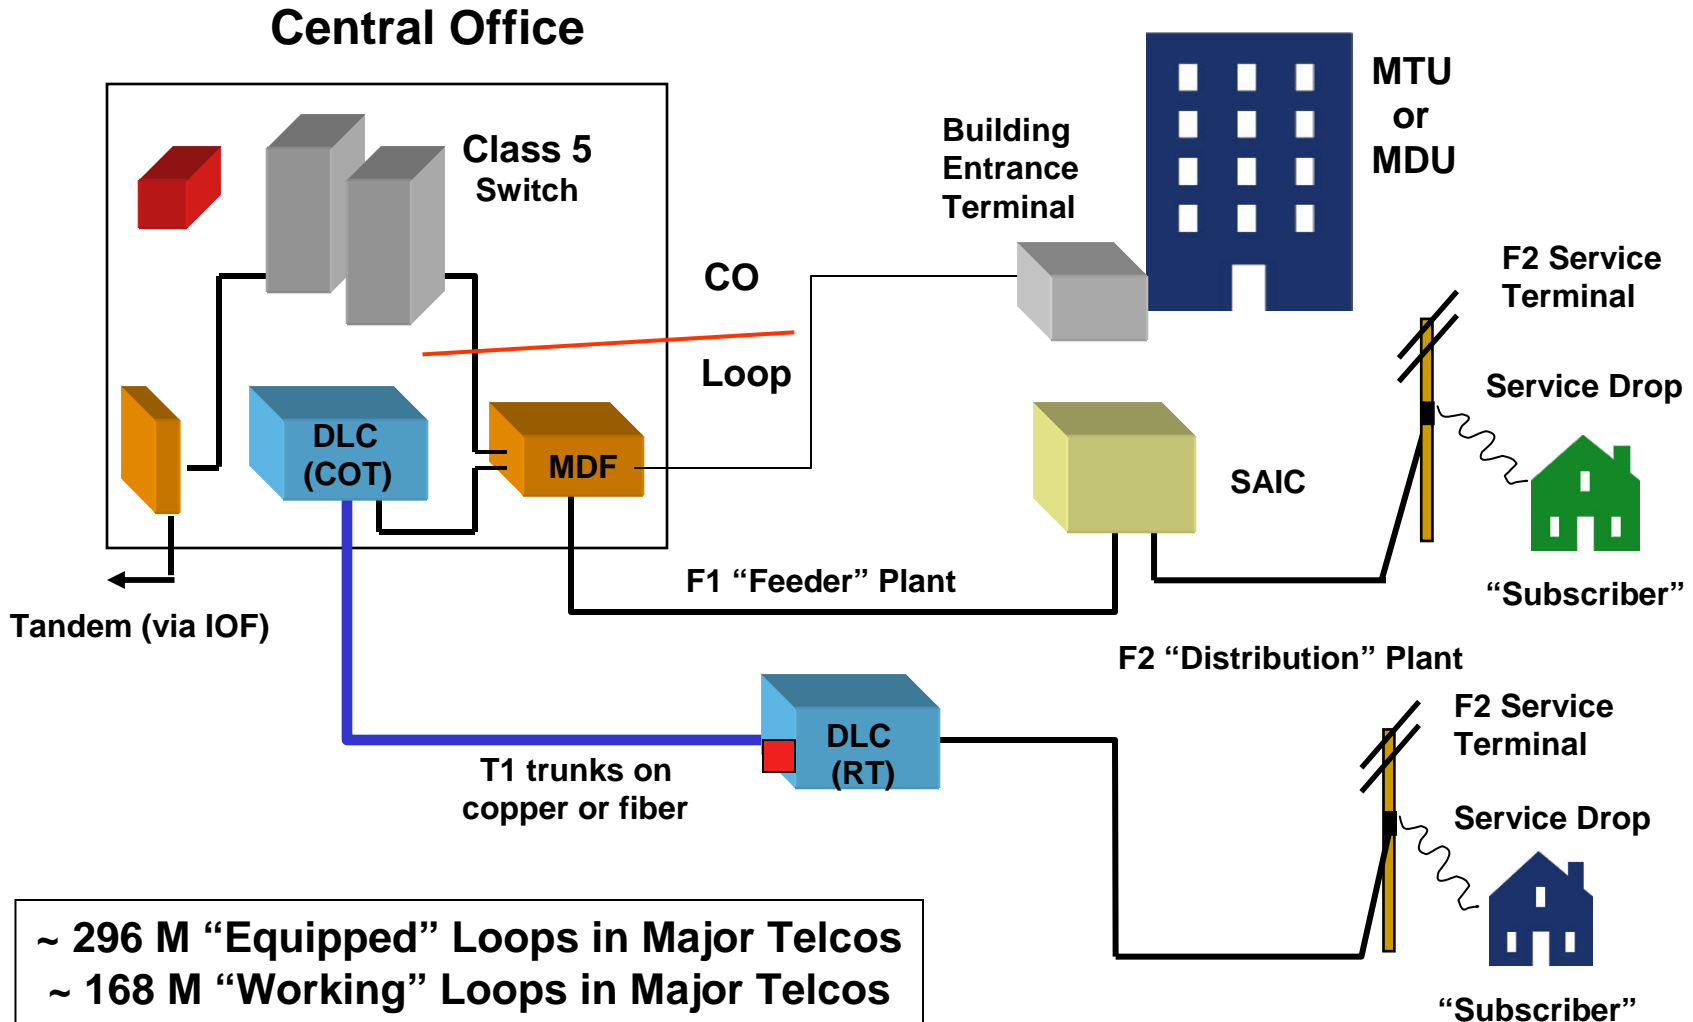 Central Office
MTU
or
MDU
Class 5
Switch
Building
Entrance
Terminal
CO
Loop
F2 Service
Terminal
Service Drop
DLC
(COT)
MDF
SAIC
F1 “Feeder” Plant
“Subscriber”
Tandem (via IOF)
F2 “Distribution” Plant
F2 Service
Terminal
DLC
(RT)
T1 trunks on
copper or fiber
Service Drop
~ 296 M “Equipped” Loops in Major Telcos
~ 168 M “Working” Loops in Major Telcos
“Subscriber”